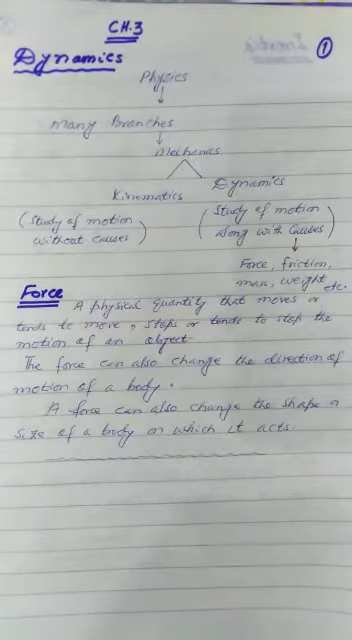 CH.3
①
Dynamics
Physics
Many Branches
Mechanics
Kinematics
Dynamics
(Study of motion without causes)
(Study of motion along with causes)
Force, friction, mass, weight etc.
Force
A physical quantity that moves or
tends to move, stops or tends to stop the
motion of an object.
The force can also change the direction of
motion of a body.
A force can also change the shape or
size of a body on which it acts.